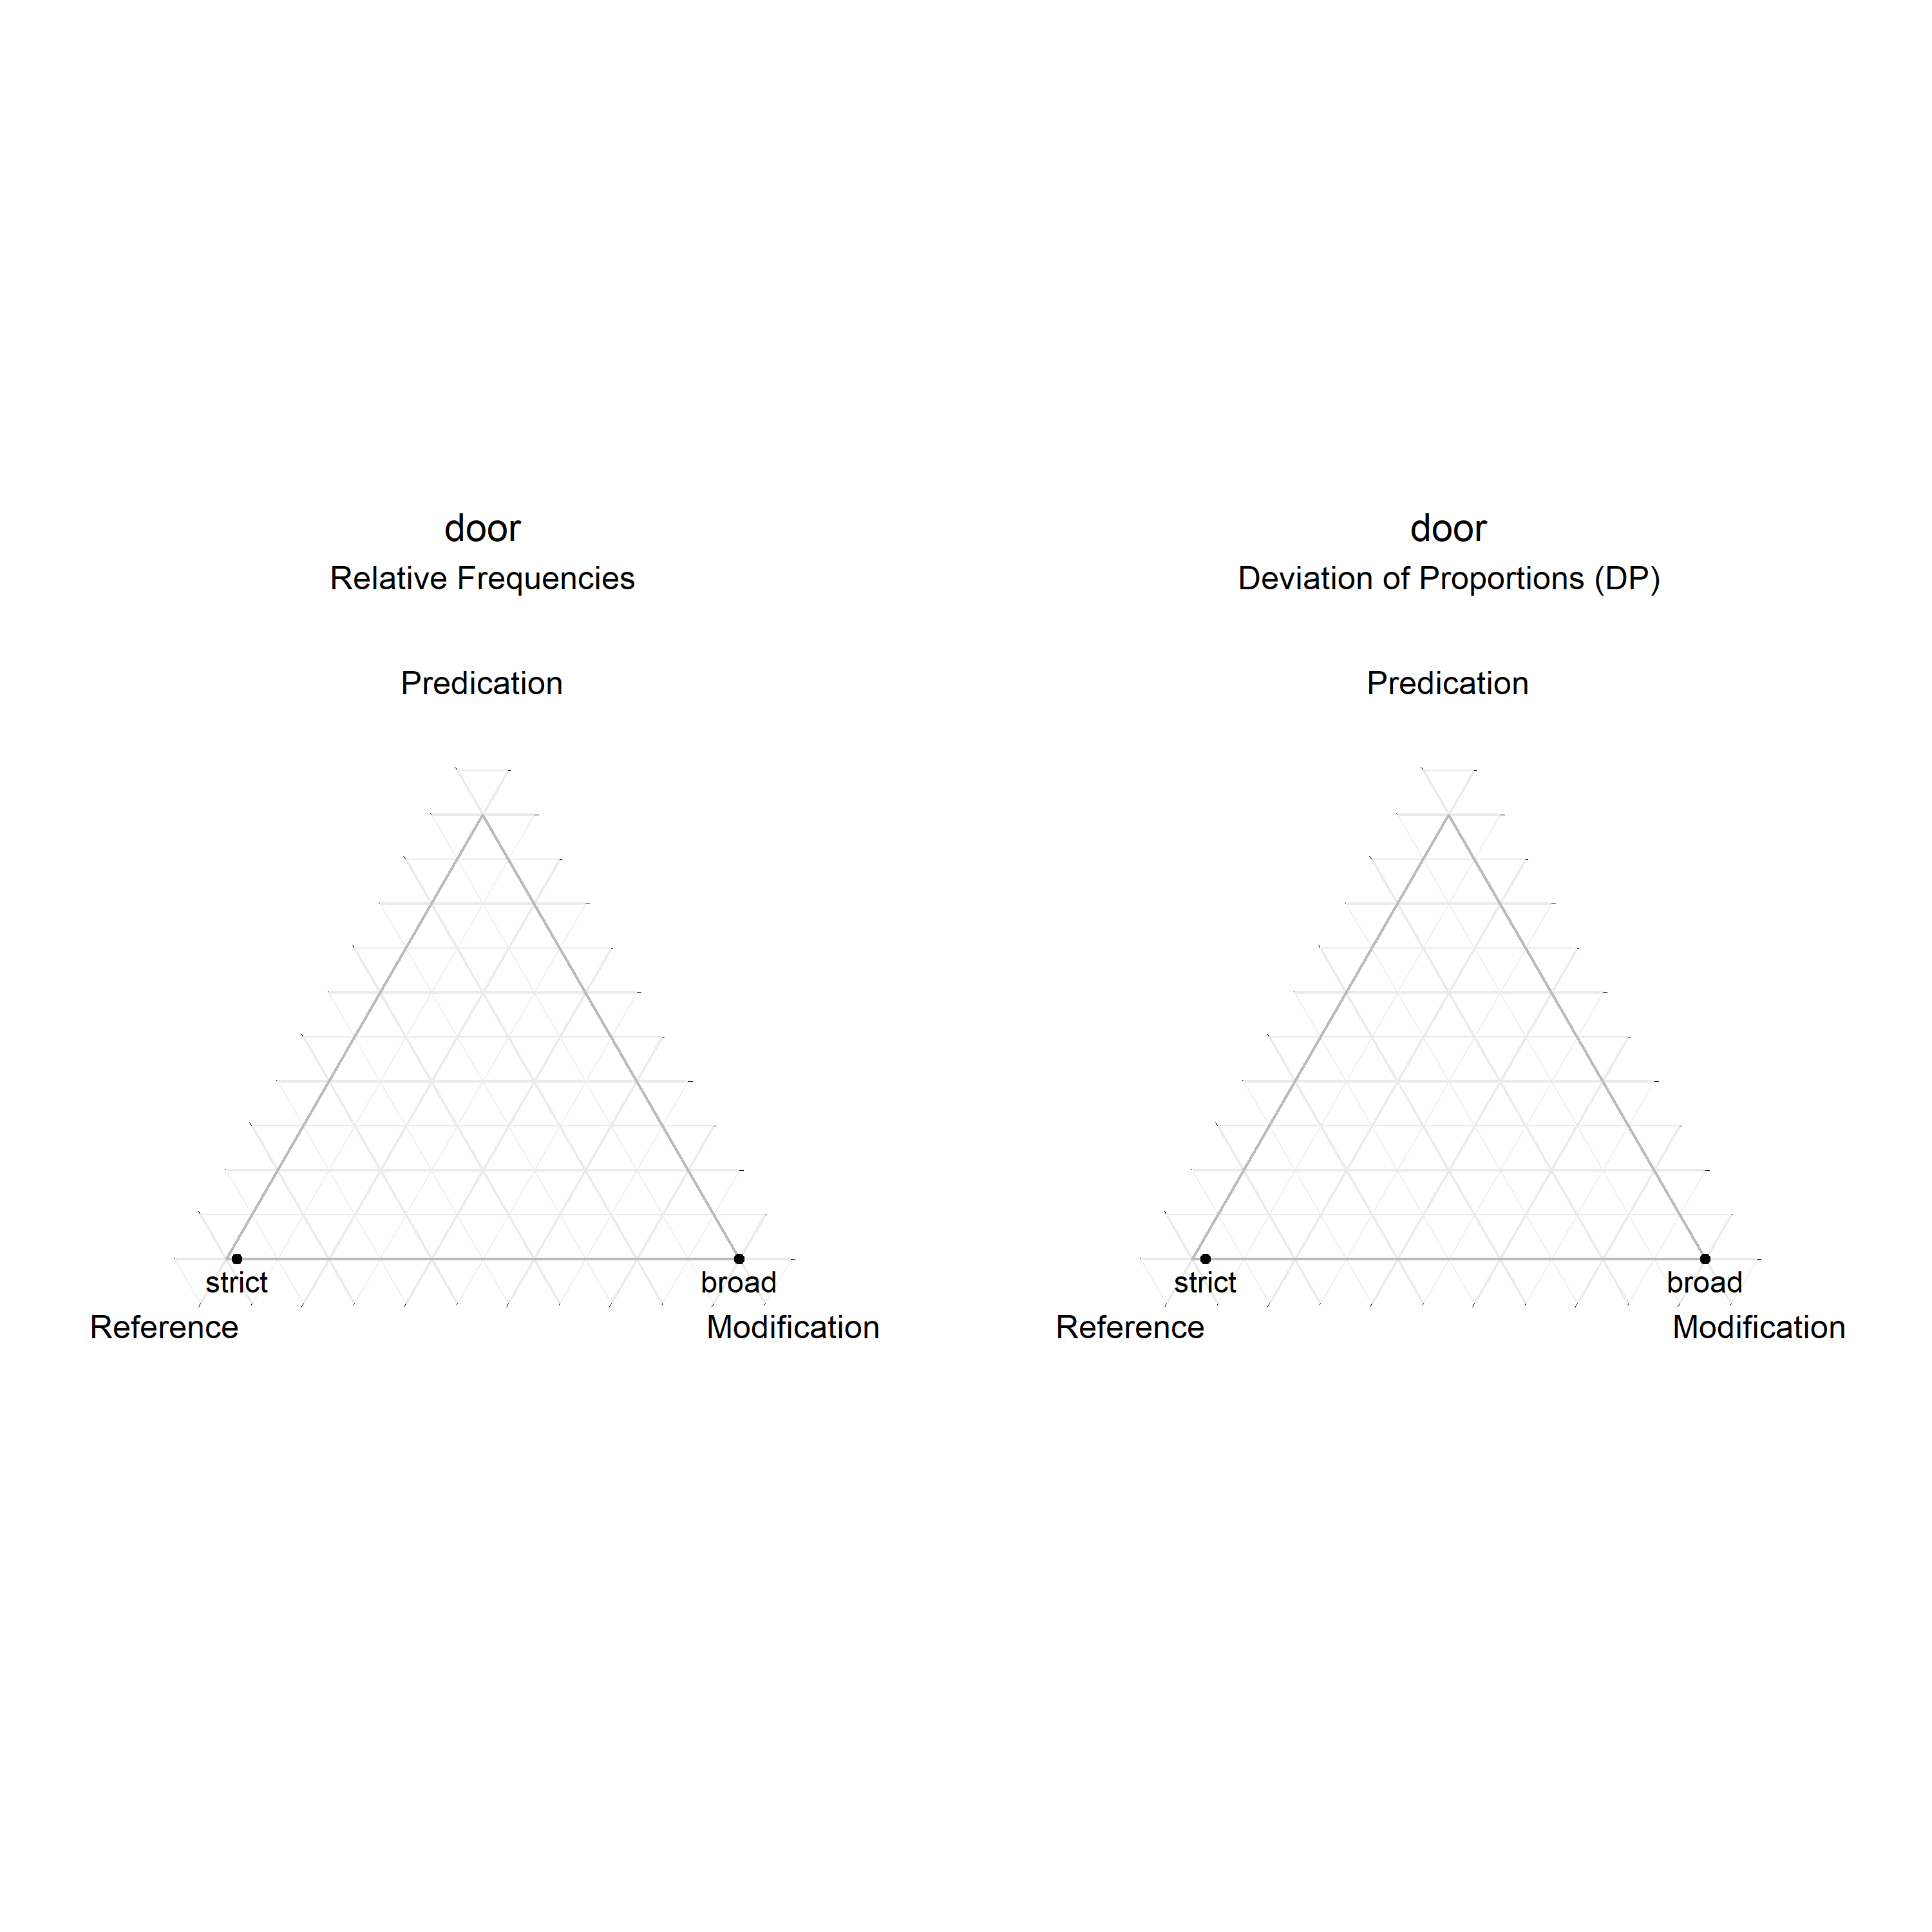 door
Relative Frequencies
Predication
strict
broad
Reference
Modification
door
Deviation of Proportions (DP)
Predication
strict
broad
Reference
Modification